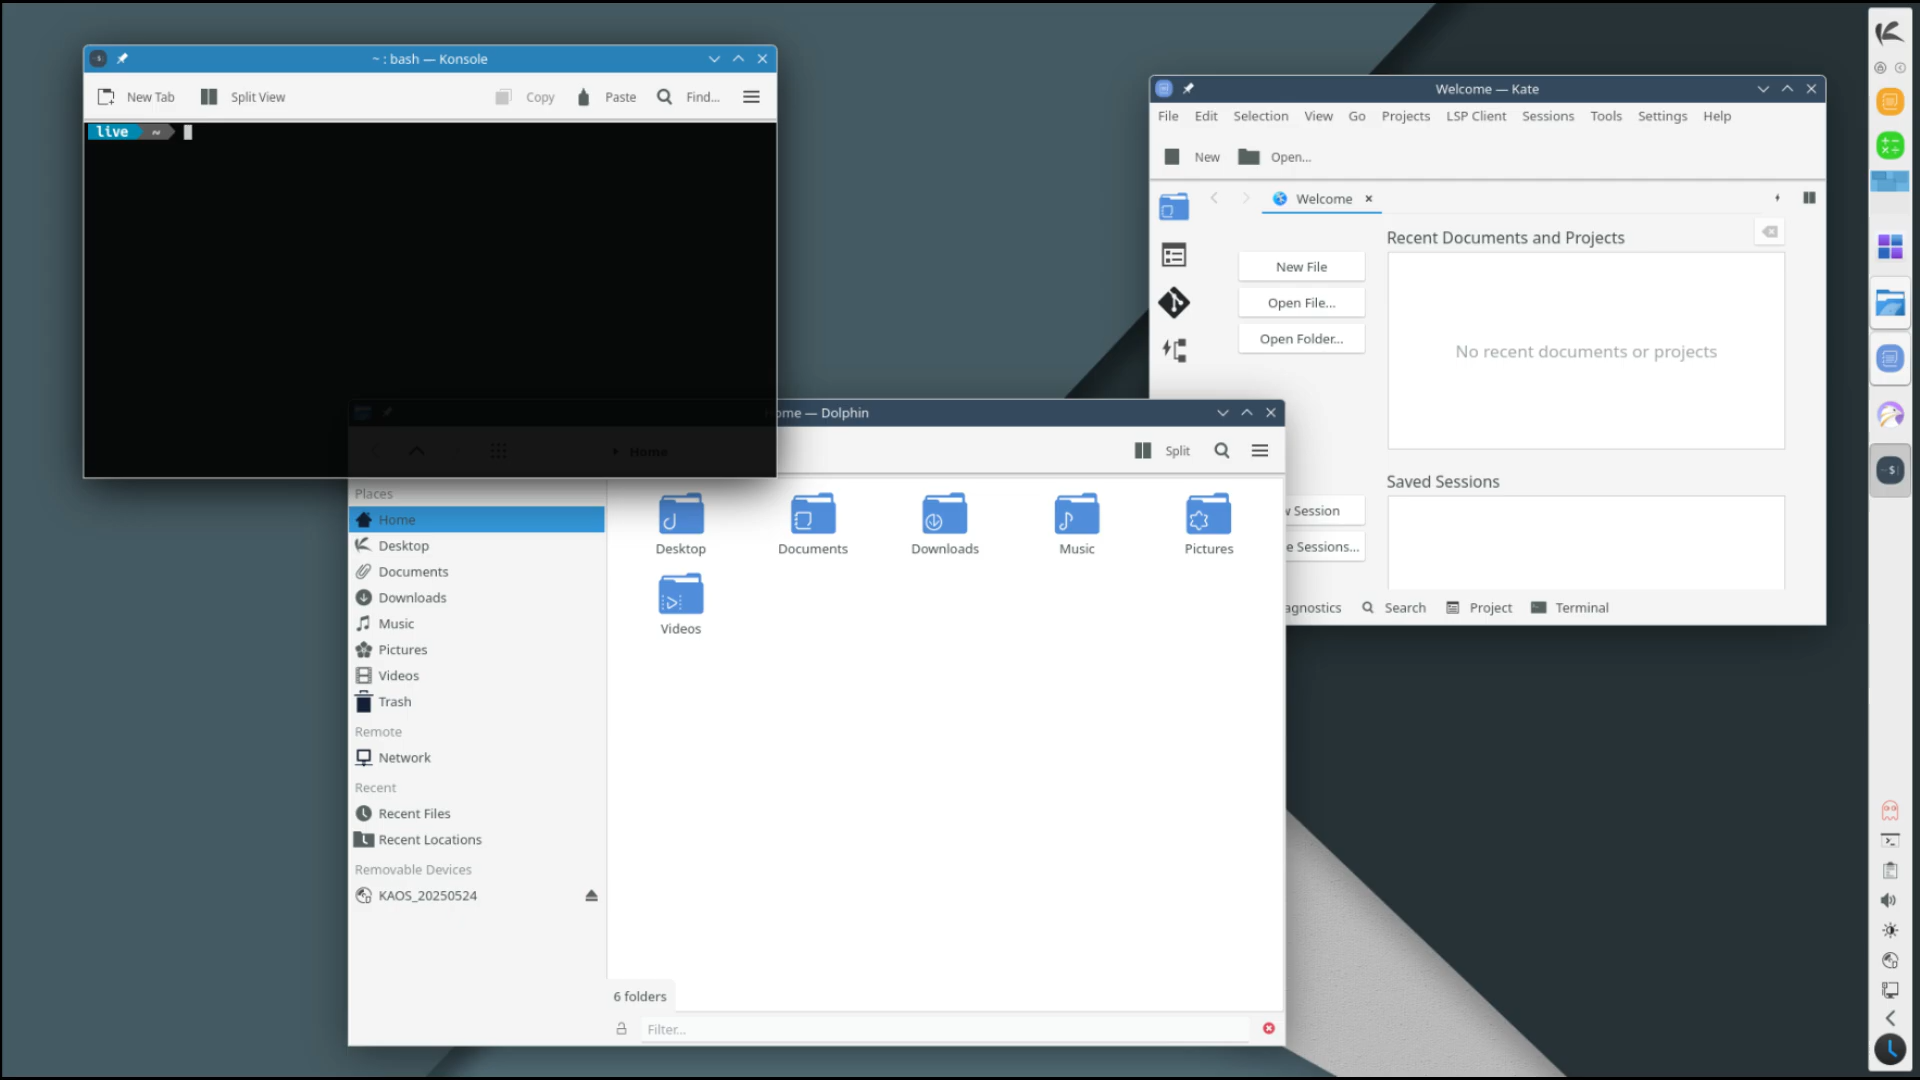 ~ : bash — Konsole
New Tab
Split View
Copy
Paste
Find...
live ~
Welcome — Kate
File Edit Selection View Go Projects LSP Client Sessions Tools Settings Help
New
Open...
Welcome
Recent Documents and Projects
New File
Open File...
Open Folder...
No recent documents or projects
Saved Sessions
w Session
e Sessions...
agnostics
Search
Project
Terminal
Home — Dolphin
Home
Split
Places
Home
Desktop
Documents
Downloads
Music
Pictures
Videos
Trash
Remote
Network
Recent
Recent Files
Recent Locations
Removable Devices
KAOS_20250524
Desktop
Documents
Downloads
Music
Pictures
Videos
6 folders
Filter...